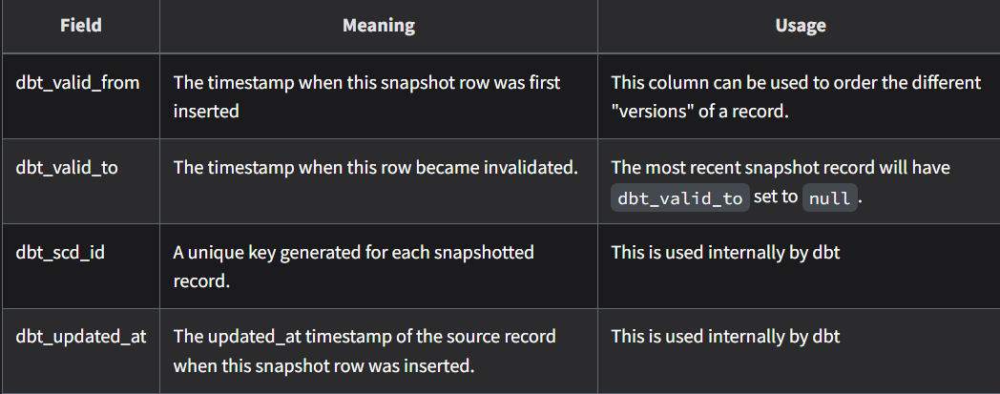 Field Meaning Usage
dbt_valid_from The timestamp when this snapshot row was first This column can be used to order the different
inserted "versions" of a record.
dbt_valid_to The timestamp when this row became invalidated. The most recent snapshot record will have
dbt_valid_to set to null.
dbt_scd_id A unique key generated for each snapshotted This is used internally by dbt
record.
dbt_updated_at The updated_at timestamp of the source record This is used internally by dbt
when this snapshot row was inserted.